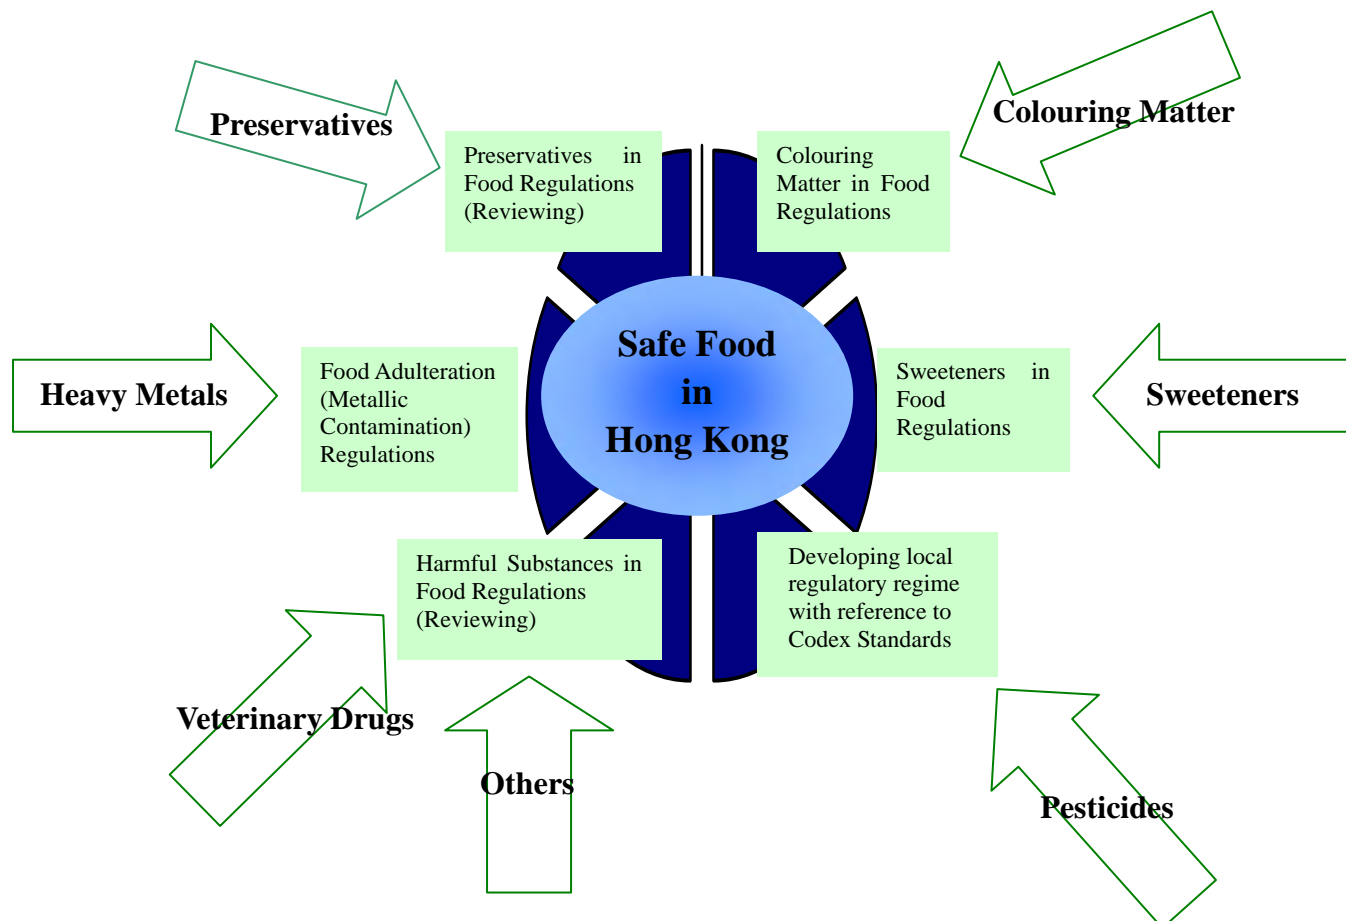 Preservatives
Colouring Matter
Preservatives in
Food Regulations
(Reviewing)
Colouring
Matter in Food
Regulations
Heavy Metals
Food Adulteration
(Metallic
Contamination)
Regulations
Safe Food
in
Hong Kong
Sweeteners in
Food
Regulations
Sweeteners
Harmful Substances in
Food Regulations
(Reviewing)
Developing local
regulatory regime
with reference to
Codex Standards
Veterinary Drugs
Others
Pesticides